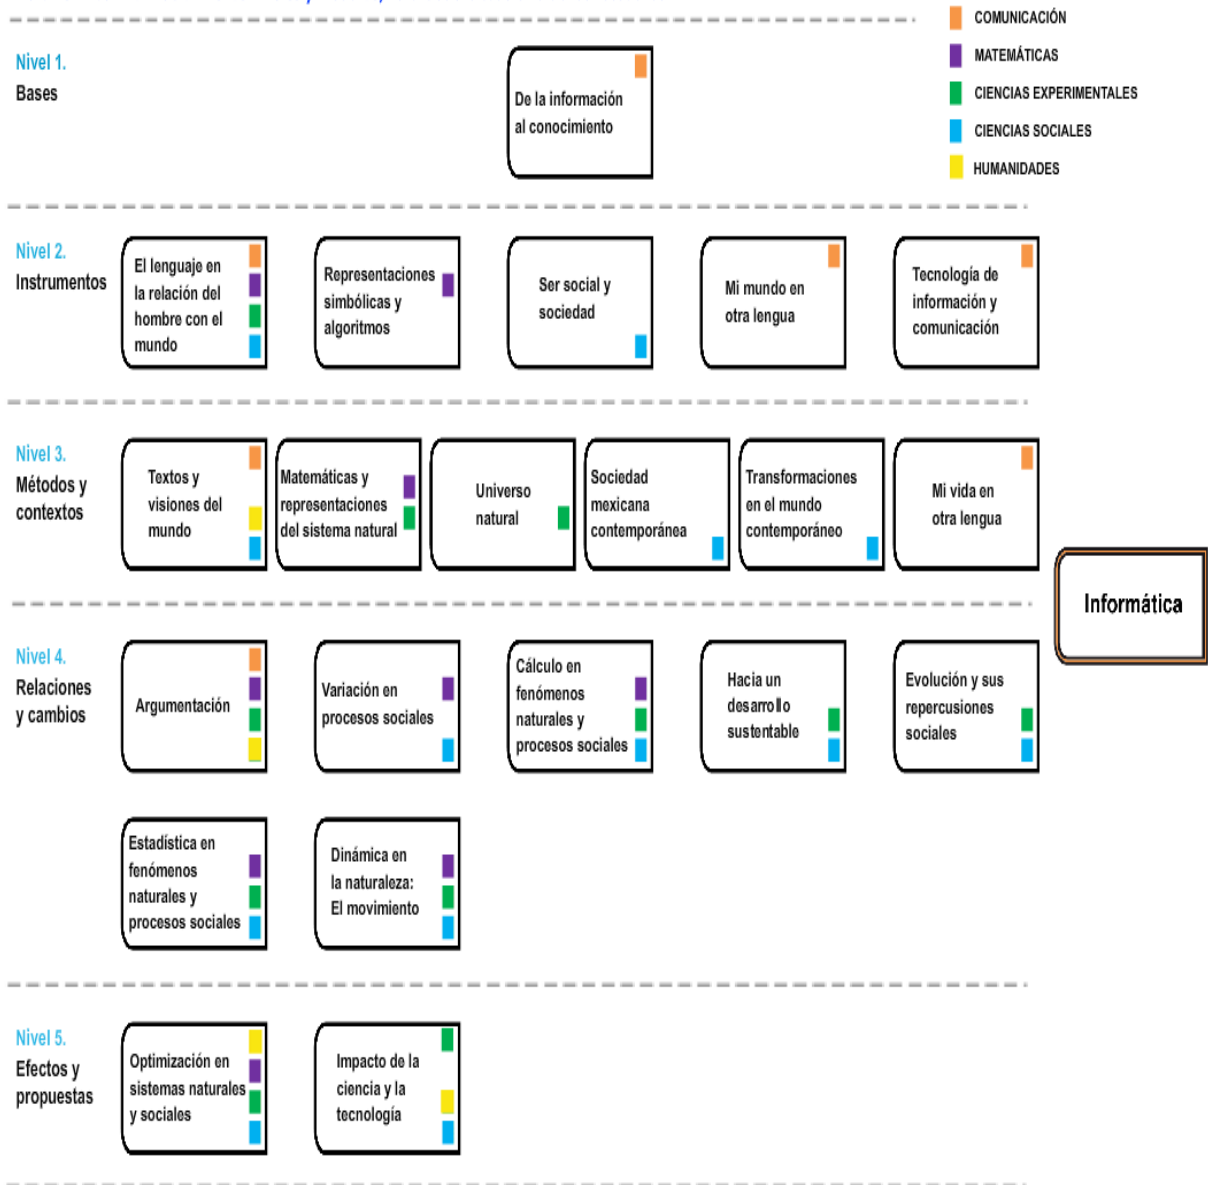 COMUNICACIÓN
MATEMÁTICAS
CIENCIAS EXPERIMENTALES
CIENCIAS SOCIALES
HUMANIDADES
Nivel 1.
Bases
De la información
al conocimiento
Nivel 2.
Instrumentos
El lenguaje en
la relación del
hombre con el
mundo
Representaciones
simbólicas y
algoritmos
Ser social y
sociedad
Mi mundo en
otra lengua
Tecnología de
información y
comunicación
Nivel 3.
Métodos y
contextos
Textos y
visiones del
mundo
Matemáticas y
representaciones
del sistema natural
Universo
natural
Sociedad
mexicana
contemporánea
Transformaciones
en el mundo
contemporáneo
Mi vida en
otra lengua
Informática
Nivel 4.
Relaciones
y cambios
Argumentación
Variación en
procesos sociales
Cálculo en
fenómenos
naturales y
procesos sociales
Hacia un
desarrollo
sustentable
Evolución y sus
repercusiones
sociales
Estadística en
fenómenos
naturales y
procesos sociales
Dinámica en
la naturaleza:
El movimiento
Nivel 5.
Efectos y
propuestas
Optimización en
sistemas naturales
y sociales
Impacto de la
ciencia y la
tecnología